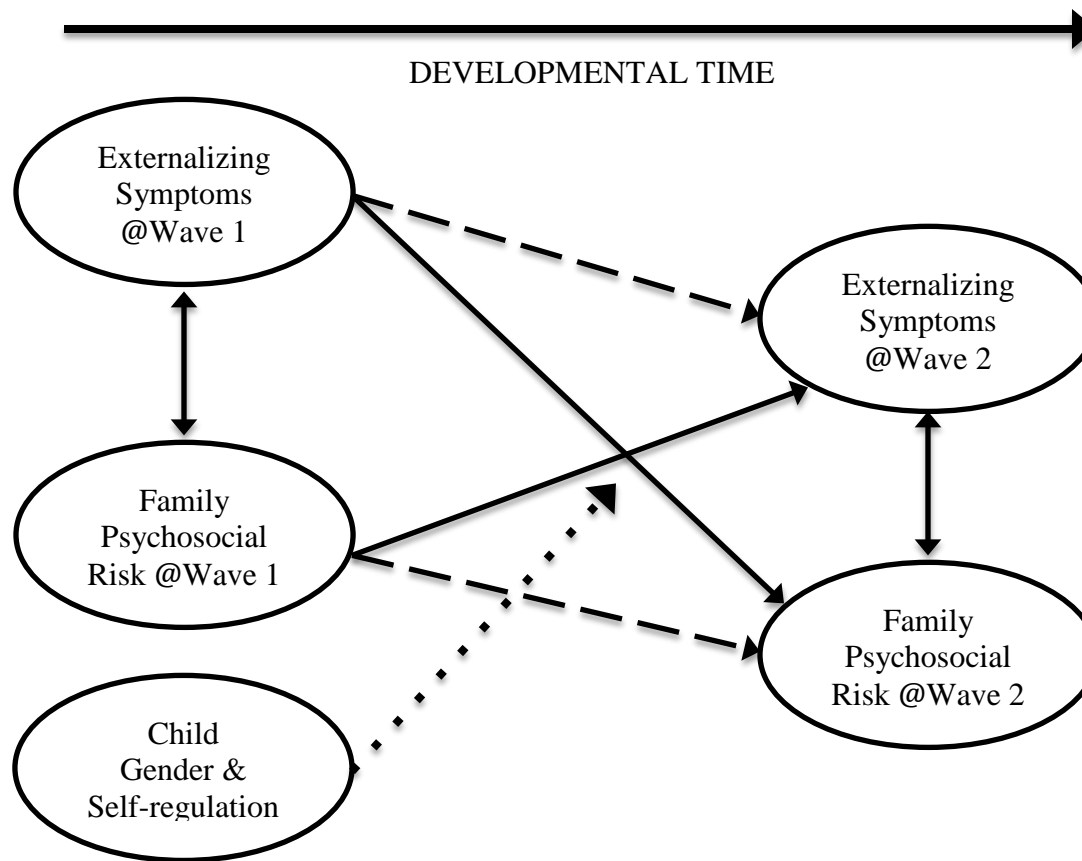 DEVELOPMENTAL TIME
Externalizing
Symptoms
@Wave 1
Externalizing
Symptoms
@Wave 2
Family
Psychosocial
Risk @Wave 1
Family
Psychosocial
Risk @Wave 2
Child
Gender &
Self-regulation